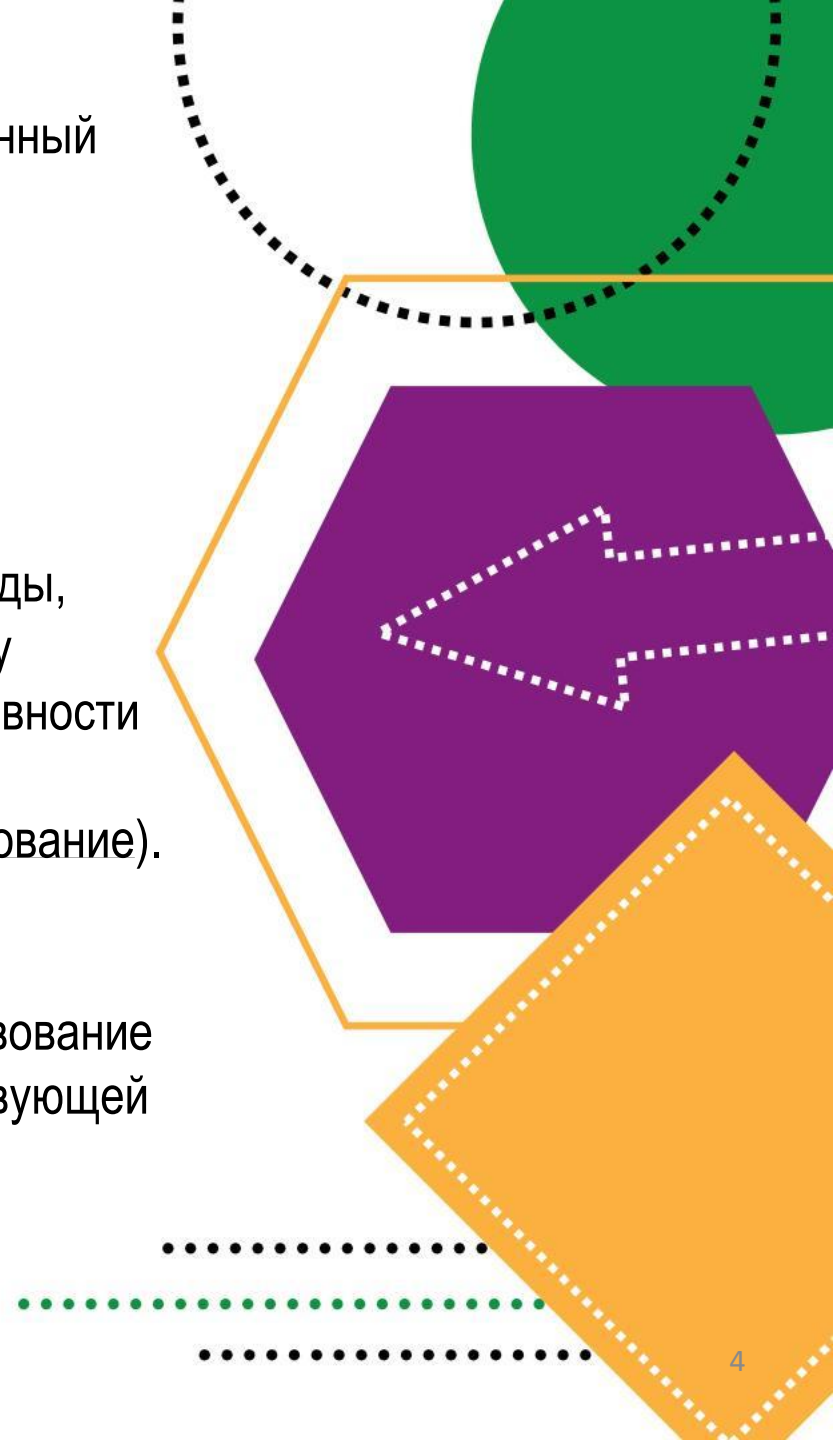 нный
ды,
у
вности
ование).
зование
вующей
4